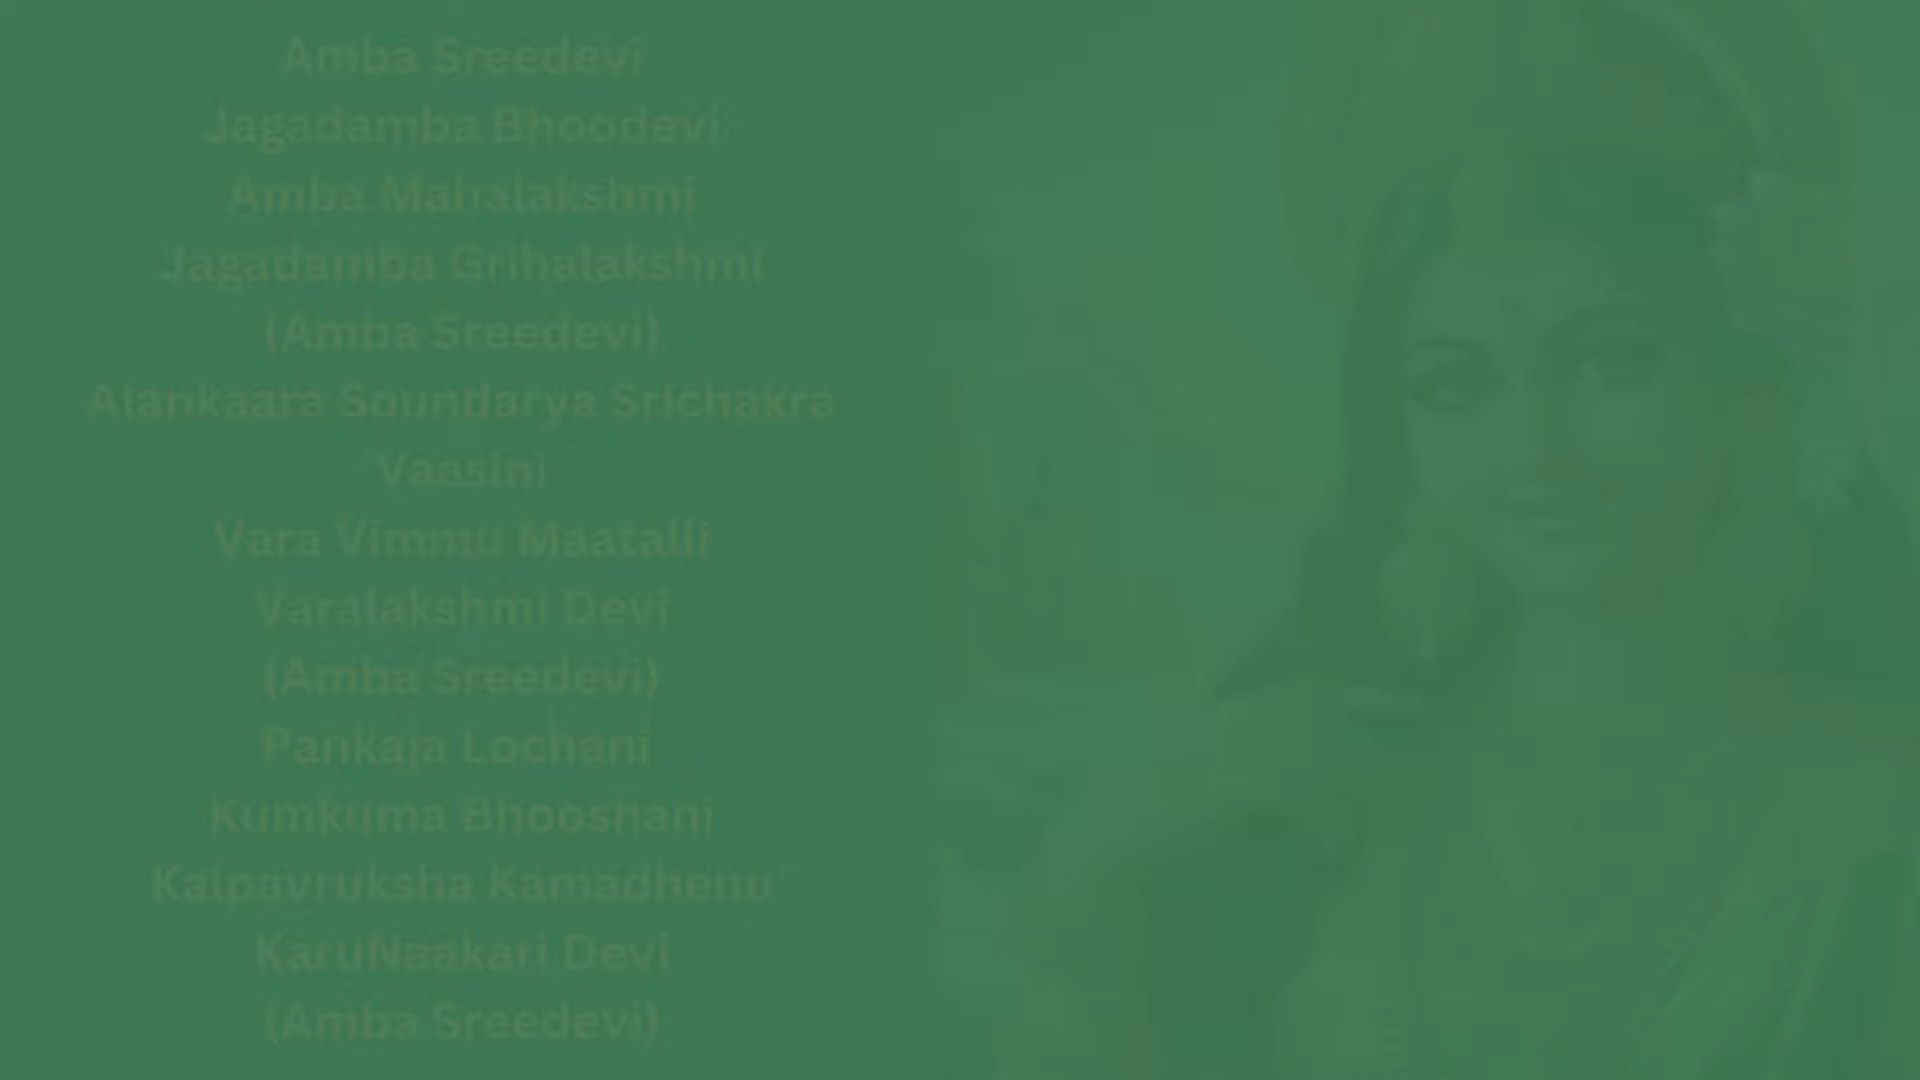 Amba Sreedevi
Jagadamba Bhoodevi
Amba Mahalakshmi
Jagadamba Grihalakshmi
(Amba Sreedevi)
Alankaara Soundarya Srichakra
Vaasini
Vara Vimmu Maatalli
Varalakshmi Devi
(Amba Sreedevi)
Pankaja Lochani
Kumkuma Bhooshani
Kalpavruksha Kamadhenu
KaruNaakari Devi
(Amba Sreedevi)